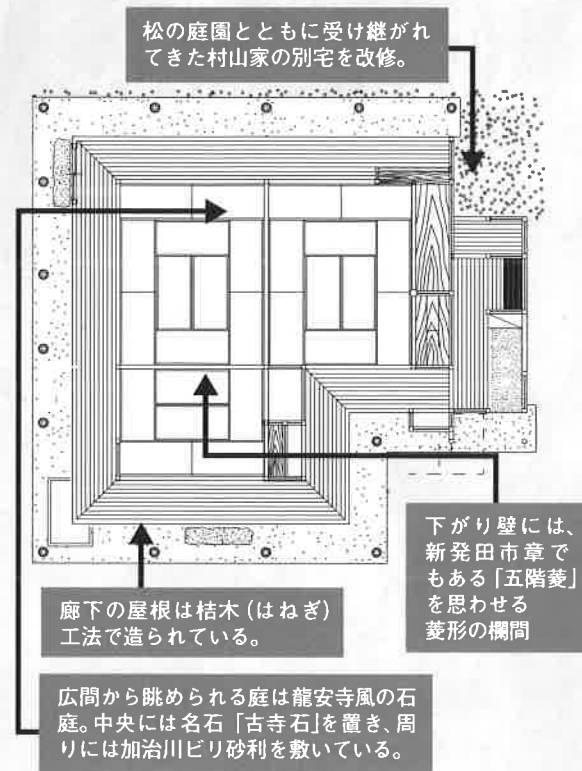 松の庭園とともに受け継がれ
てきた村山家の別宅を改修。
下がり壁には、
新発田市章で
もある「五階菱」
を思わせる
菱形の欄間
廊下の屋根は桔木（はねぎ）
工法で造られている。
広間から眺められる庭は龍安寺風の石
庭。中央には名石「古寺石」を置き、周
りには加治川ビリ砂利を敷いている。